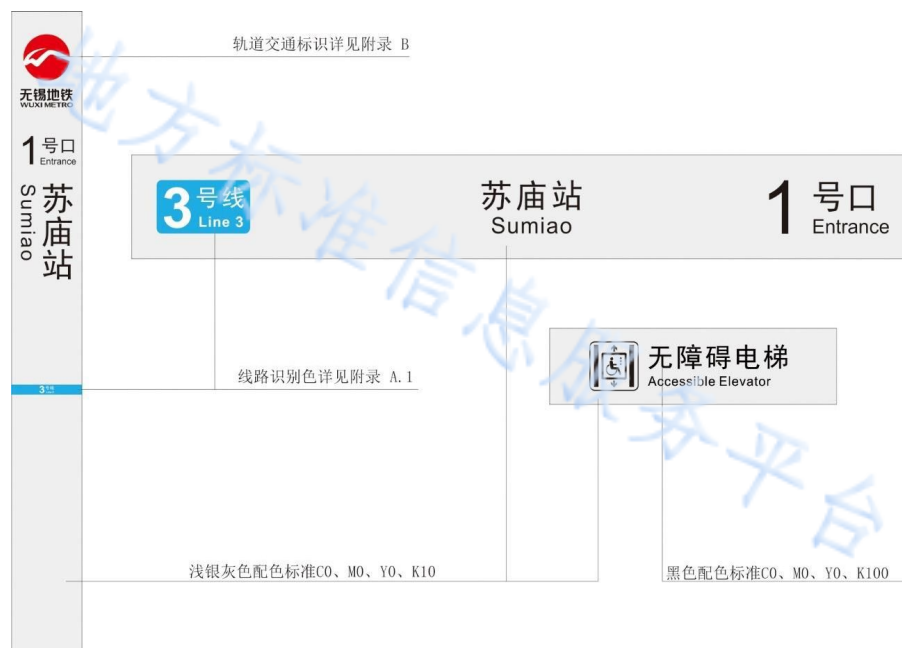 轨道交通标识详见附录 B
无锡地铁
WUXI METRO
1 号口
Entrance
苏庙站
Sumiao
3 号线
Line 3
苏庙站
Sumiao
1 号口
Entrance
无障碍电梯
Accessible Elevator
线路识别色详见附录 A.1
3号线
浅银灰色配色标准C0、M0、Y0、K10
黑色配色标准C0、M0、Y0、K100
地方标准信息服务平台